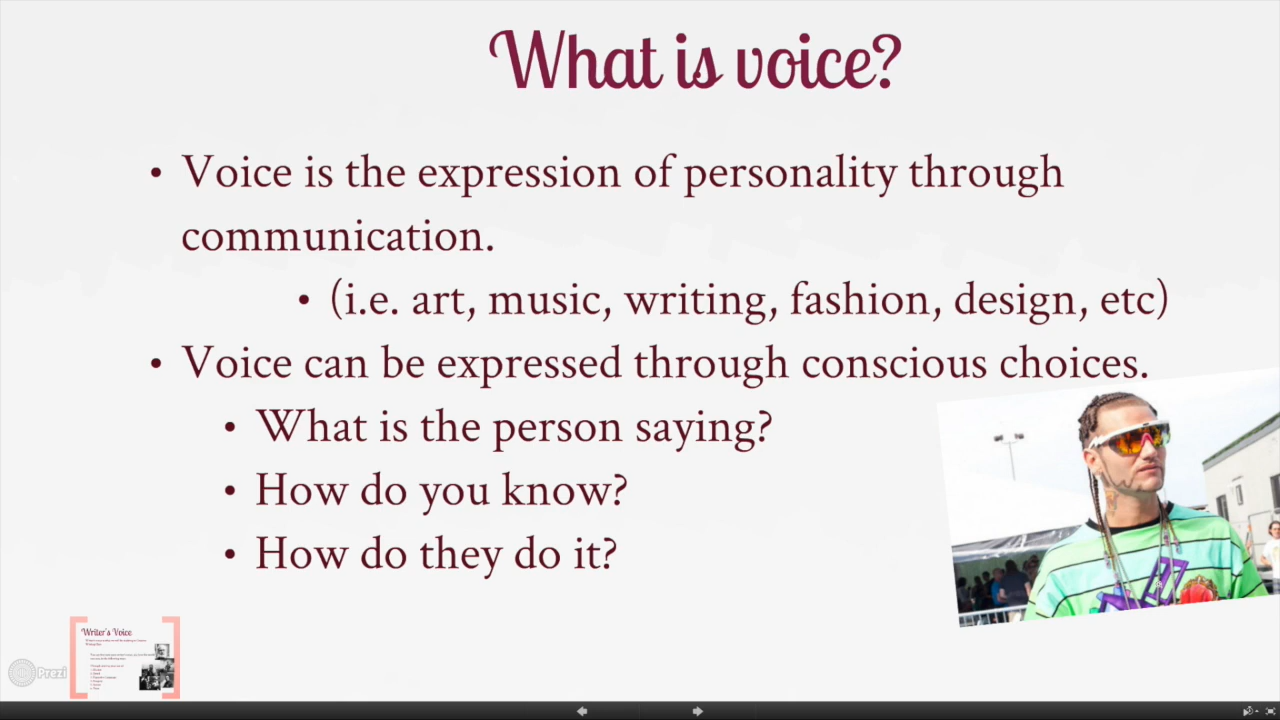 What is voice?
• Voice is the expression of personality through
communication.
• (i.e. art, music, writing, fashion, design, etc)
• Voice can be expressed through conscious choices.
• What is the person saying?
• How do you know?
• How do they do it?
Writer's Voice
Prezi